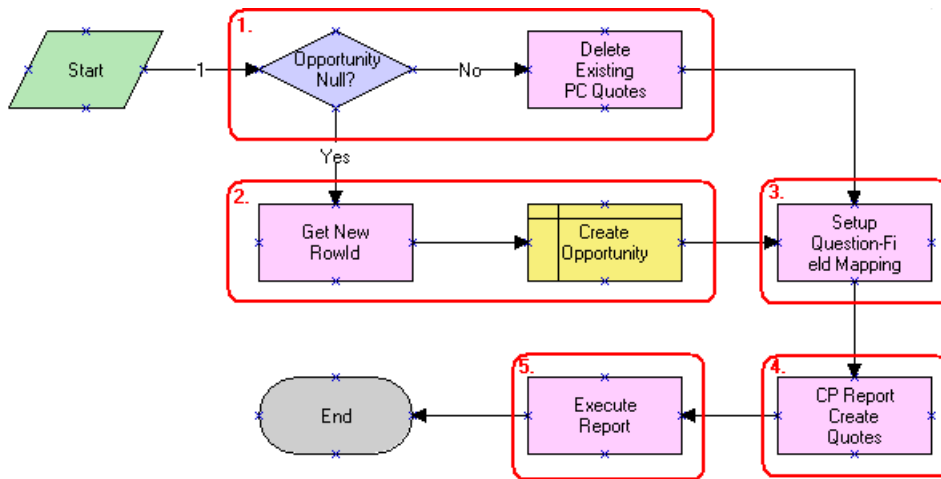 1.
Start
1
Opportunity
Null?
No
Delete
Existing
PC Quotes
Yes
2.
Get New
RowId
Create
Opportunity
3.
Setup
Question-Fi
eld Mapping
End
5.
Execute
Report
4.
CP Report
Create
Quotes